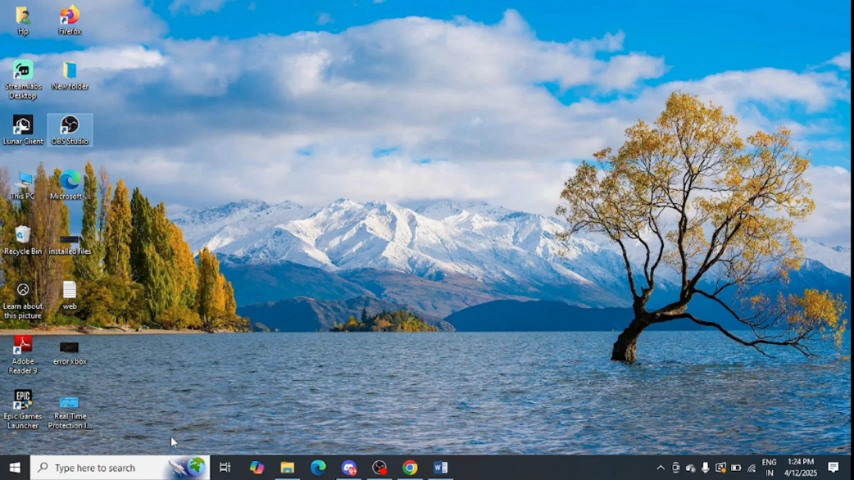 Hp
Firefox
Streamlabs
Desktop
New folder
Lunar Client
OBS Studio
This PC
Microsoft
Recycle Bin
installed files
Learn about
this picture
web
Adobe
Reader 9
error xbox
EPIC
Epic Games
Launcher
Real Time
Protection I...
Type here to search
ENG
IN
1:24 PM
4/12/2025